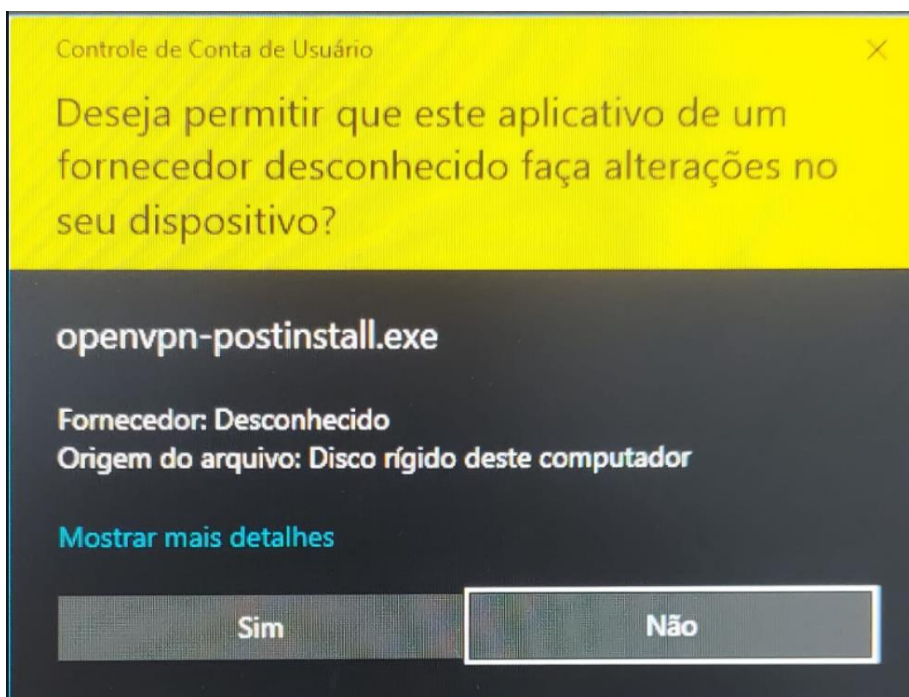 Controle de Conta de Usuário
Deseja permitir que este aplicativo de um
fornecedor desconhecido faça alterações no
seu dispositivo?
openvpn-postinstall.exe
Fornecedor: Desconhecido
Origem do arquivo: Disco rígido deste computador
Mostrar mais detalhes
Sim
Não